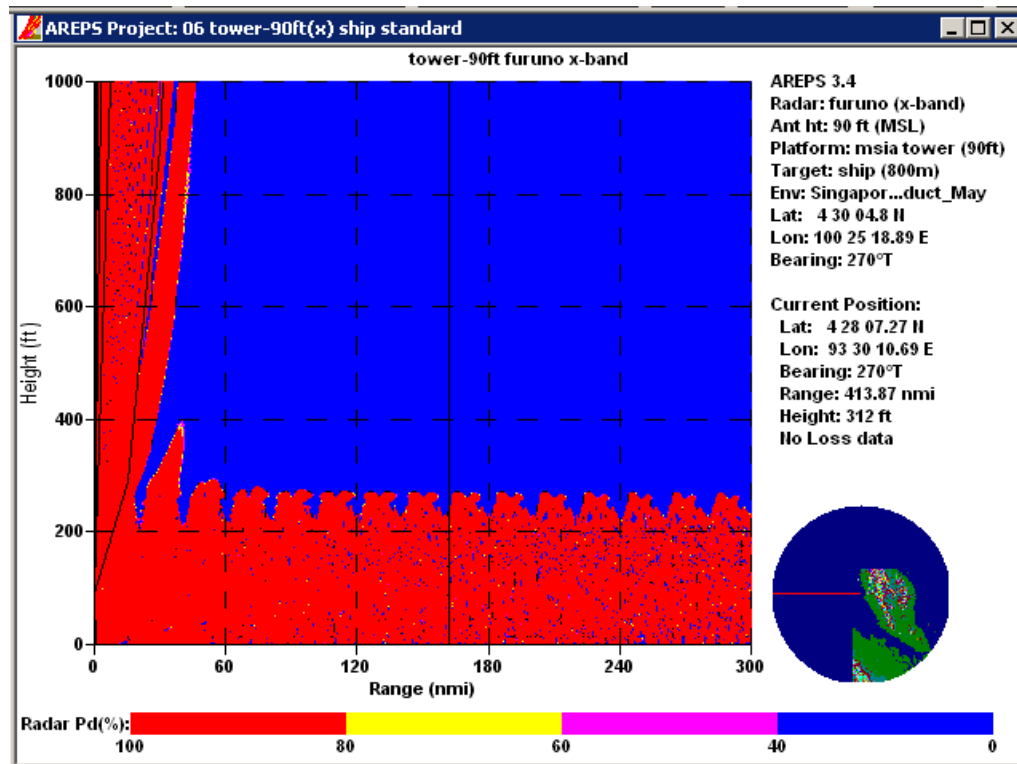 AREPS Project: 06 tower-90ft(x) ship standard
tower-90ft furuno x-band
1000
800
600
400
200
0
Height (ft)
0
60
120
180
240
300
Range (nmi)
AREPS 3.4
Radar: furuno (x-band)
Ant ht: 90 ft (MSL)
Platform: msia tower (90ft)
Target: ship (800m)
Env: Singapor...duct_May
Lat: 4 30 04.8 N
Lon: 100 25 18.89 E
Bearing: 270°T
Current Position:
Lat: 4 28 07.27 N
Lon: 93 30 10.69 E
Bearing: 270°T
Range: 413.87 nmi
Height: 312 ft
No Loss data
Radar Pd(%):
100
80
60
40
0